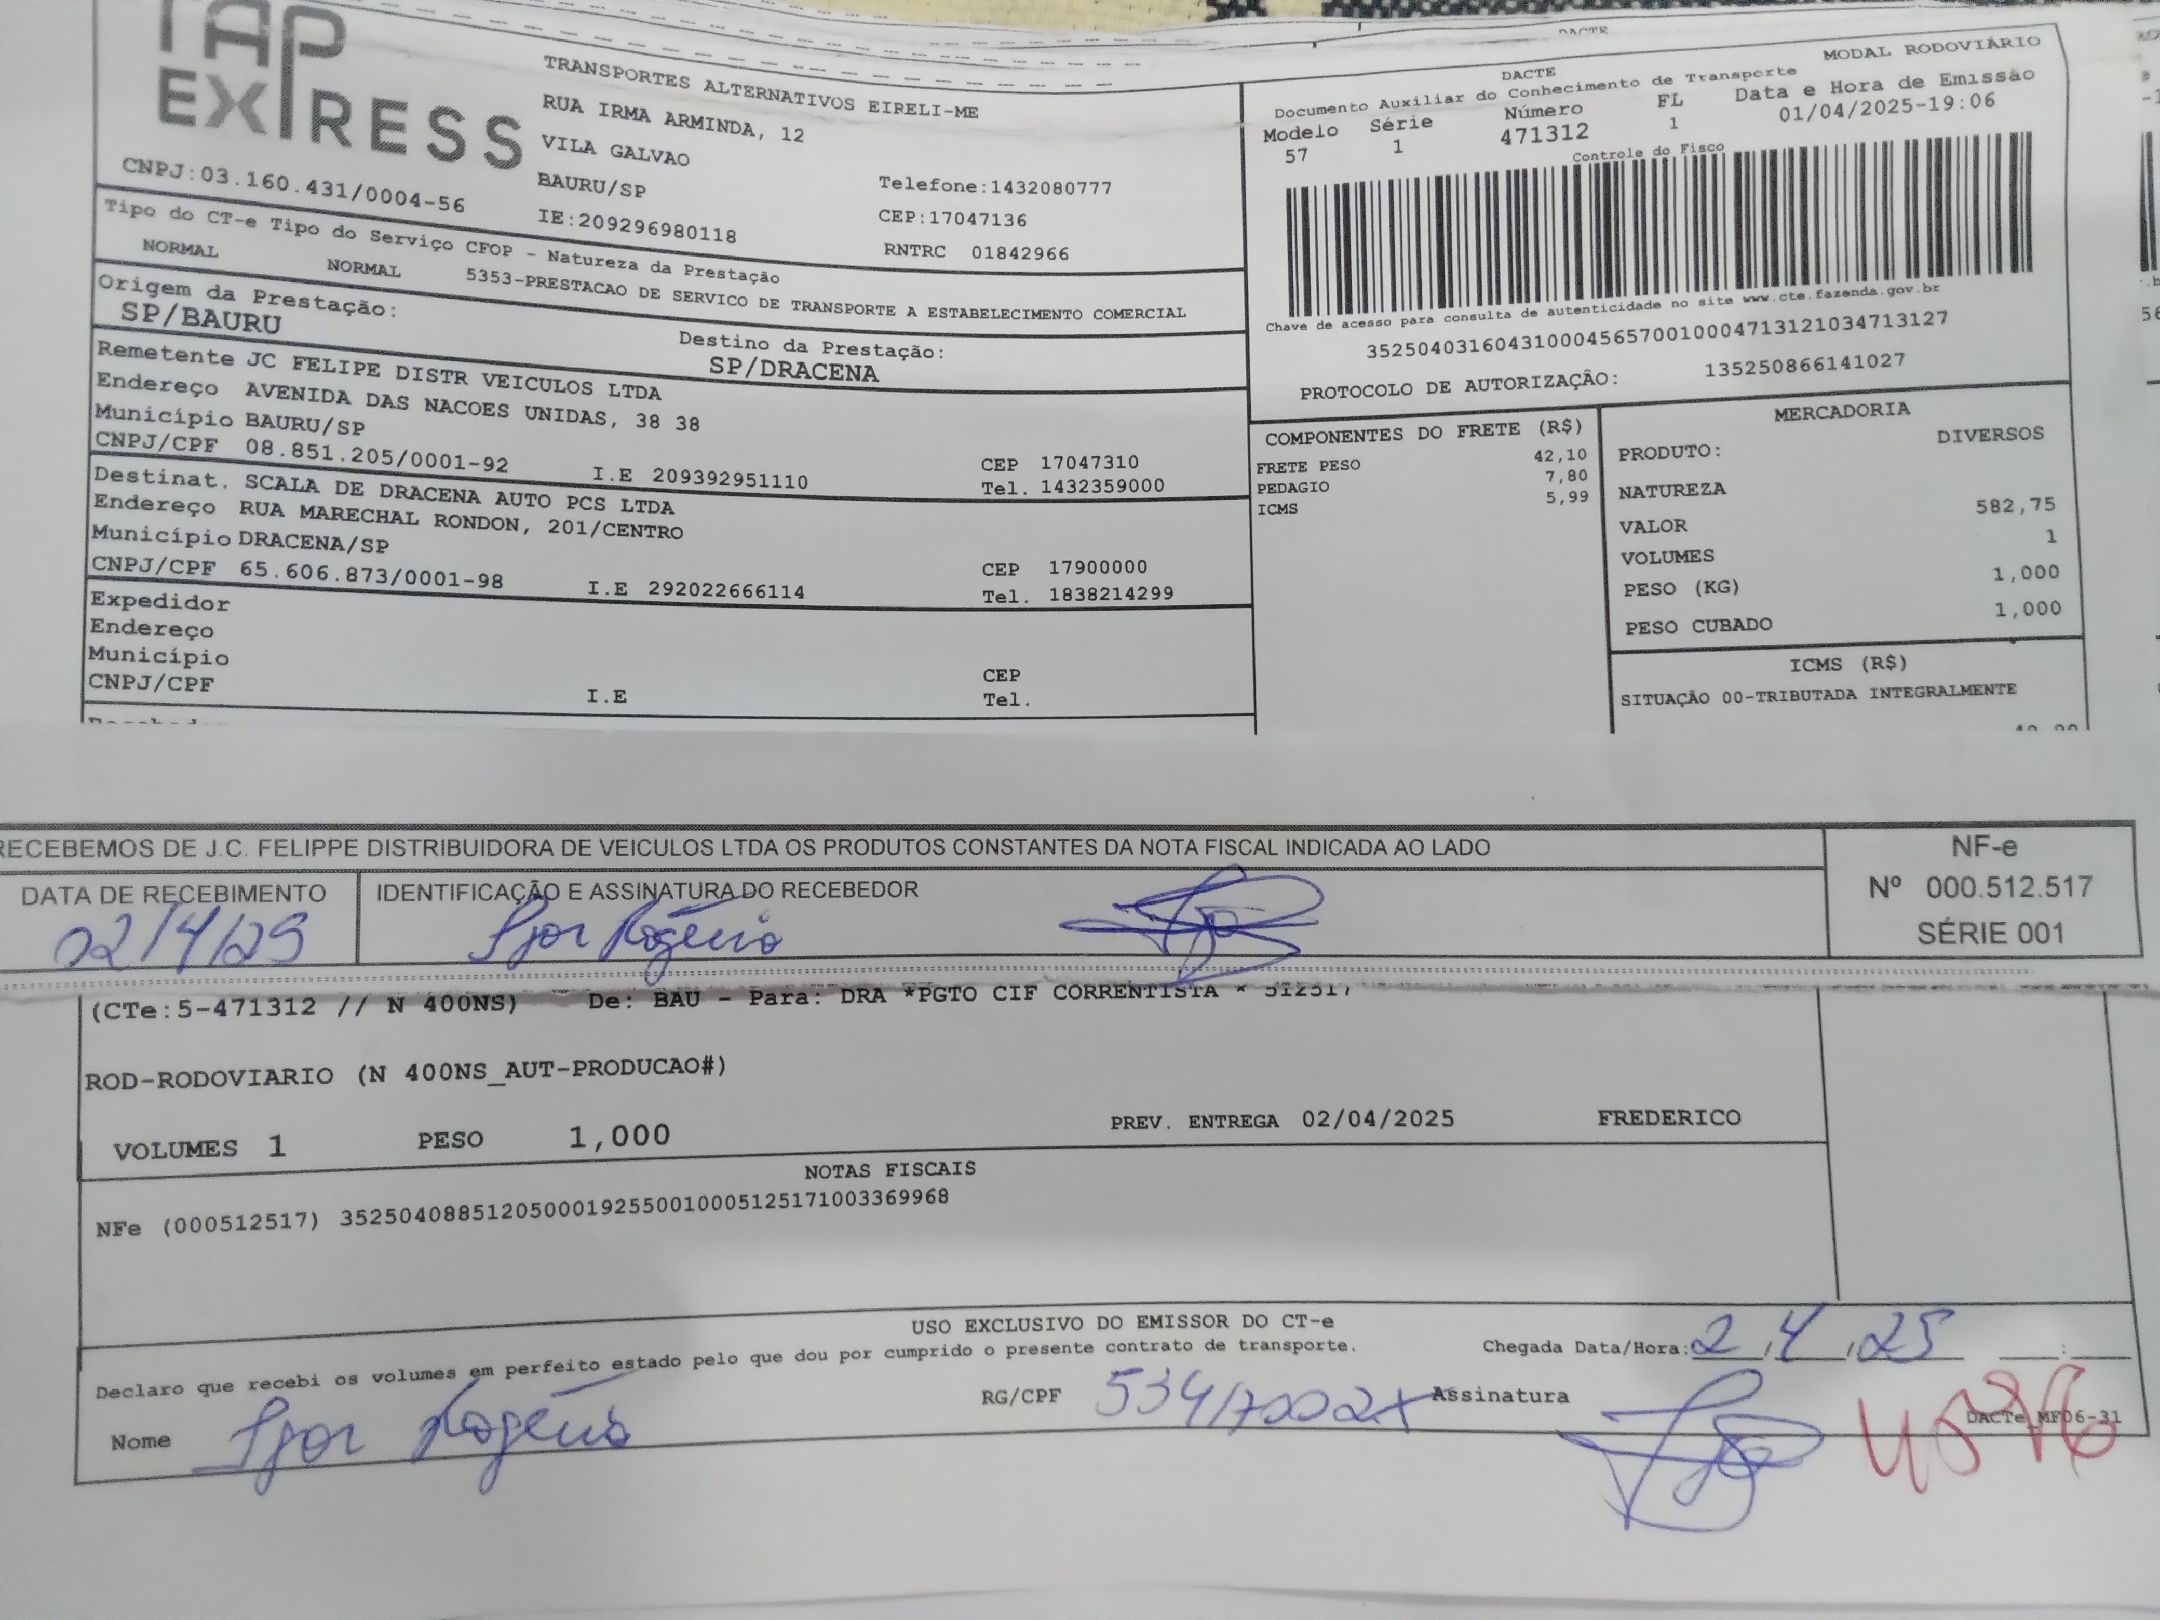 TAP
EXPRESS
CNPJ:03.160.431/0004-56
TRANSPORTES ALTERNATIVOS EIRELI-ME
RUA IRMA ARMINDA, 12
VILA GALVAO
BAURU/SP
IE:209296980118
Telefone:1432080777
CEP:17047136
RNTRC 01842966
DACTE
MODAL RODOVIÁRIO
DACTE
Documento Auxiliar do Conhecimento de Transporte
Modelo Série Número FL Data e Hora de Emissão
57 1 471312 1 01/04/2025-19:06
Controle do Fisco
Chave de acesso para consulta de autenticidade no site www.cte.fazenda.gov.br
35250403160431000456570010004713121034713127
PROTOCOLO DE AUTORIZAÇÃO: 135250866141027
Tipo do CT-e Tipo do Serviço CFOP - Natureza da Prestação
NORMAL NORMAL 5353-PRESTACAO DE SERVICO DE TRANSPORTE A ESTABELECIMENTO COMERCIAL
Origem da Prestação:
SP/BAURU
Destino da Prestação:
SP/DRACENA
Remetente JC FELIPE DISTR VEICULOS LTDA
Endereço AVENIDA DAS NACOES UNIDAS, 38 38
Município BAURU/SP CEP 17047310
CNPJ/CPF 08.851.205/0001-92 I.E 209392951110 Tel. 1432359000
Destinat. SCALA DE DRACENA AUTO PCS LTDA
Endereço RUA MARECHAL RONDON, 201/CENTRO
Município DRACENA/SP CEP 17900000
CNPJ/CPF 65.606.873/0001-98 I.E 292022666114 Tel. 1838214299
Expedidor
Endereço
Município CEP
CNPJ/CPF I.E Tel.
COMPONENTES DO FRETE (R$)
FRETE PESO 42,10
PEDAGIO 7,80
ICMS 5,99
MERCADORIA
PRODUTO: DIVERSOS
NATUREZA
VALOR 582,75
VOLUMES 1
PESO (KG) 1,000
PESO CUBADO 1,000
ICMS (R$)
SITUAÇÃO 00-TRIBUTADA INTEGRALMENTE
RECEBEMOS DE J.C. FELIPPE DISTRIBUIDORA DE VEICULOS LTDA OS PRODUTOS CONSTANTES DA NOTA FISCAL INDICADA AO LADO
DATA DE RECEBIMENTO IDENTIFICAÇÃO E ASSINATURA DO RECEBEDOR
02/4/25 Igor Rogério
NF-e
Nº 000.512.517
SÉRIE 001
(CTe:5-471312 // N 400NS) De: BAU - Para: DRA *PGTO CIF CORRENTISTA * 512517
ROD-RODOVIARIO (N 400NS_AUT-PRODUCAO#)
VOLUMES 1 PESO 1,000 PREV. ENTREGA 02/04/2025 FREDERICO
NOTAS FISCAIS
NFe (000512517) 35250408851205000192550010005125171003369968
USO EXCLUSIVO DO EMISSOR DO CT-e
Declaro que recebi os volumes em perfeito estado pelo que dou por cumprido o presente contrato de transporte.
Chegada Data/Hora: 2/4/25 :
Nome Igor Rogério RG/CPF Assinatura
DACTe MF06-31